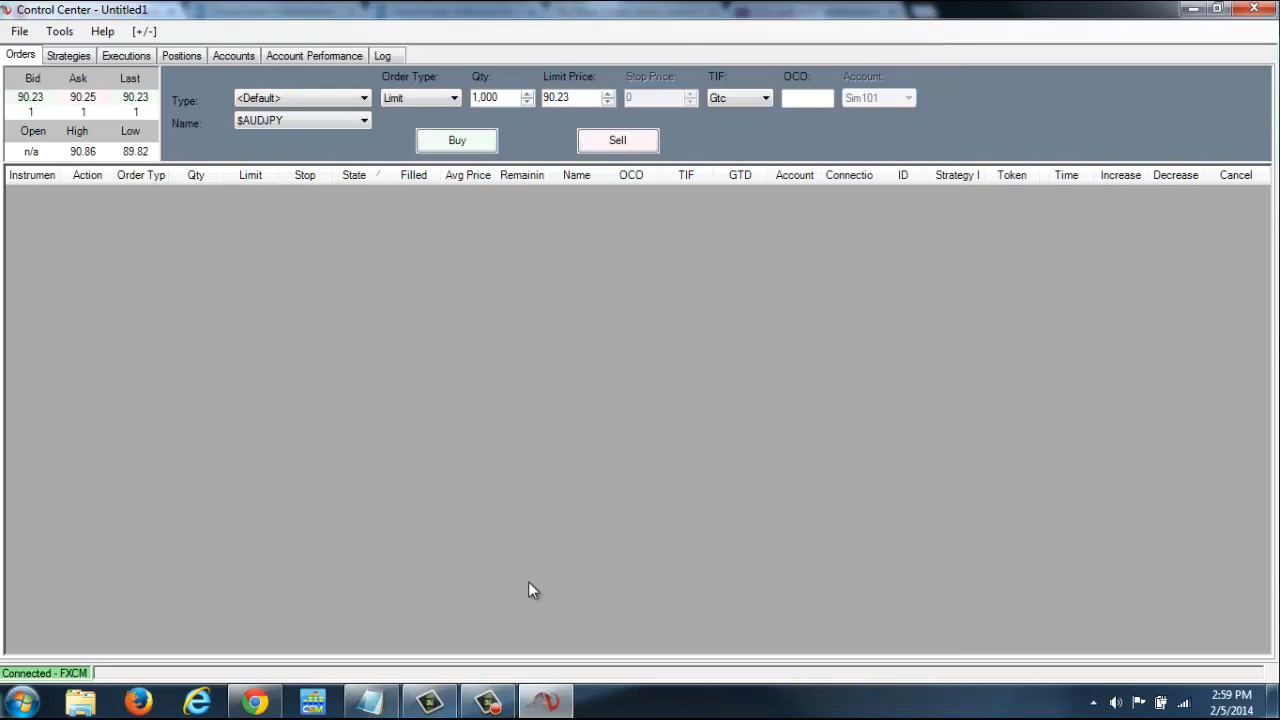 Control Center - Untitled1
File Tools Help [+/-]
Orders Strategies Executions Positions Accounts Account Performance Log
Bid Ask Last
90.23 90.25 90.23
1 1 1
Open High Low
n/a 90.86 89.82
Order Type: Qty: Limit Price: Stop Price: TIF: OCO: Account:
Type: <Default> Limit 1,000 90.23 0 Gtc Sim101
Name: $AUDJPY
Buy Sell
Instrumen Action Order Typ Qty Limit Stop State Filled Avg Price Remainin Name OCO TIF GTD Account Connectio ID Strategy I Token Time Increase Decrease Cancel
Connected - FXCM
2:59 PM
2/5/2014